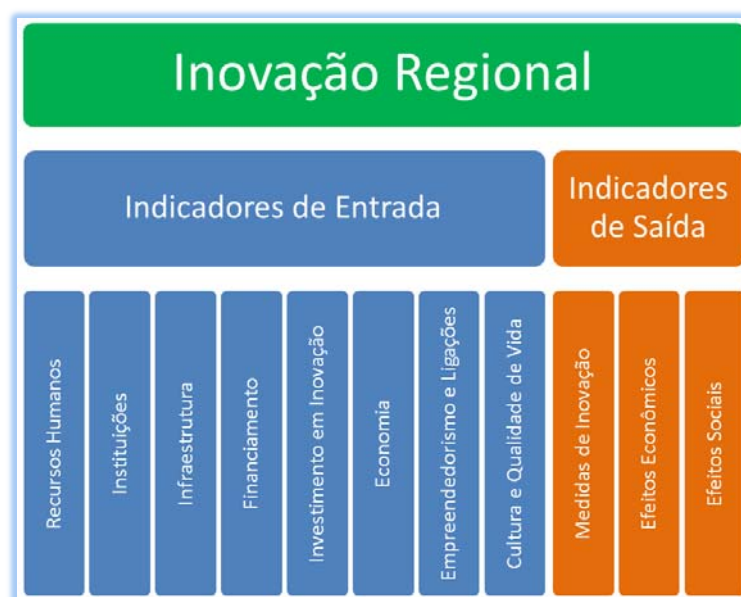 Inovação Regional
Indicadores de Entrada
Indicadores
de Saída
Recursos Humanos
Instituições
Infraestrutura
Financiamento
Investimento em Inovação
Economia
Empreendedorismo e Ligações
Cultura e Qualidade de Vida
Medidas de Inovação
Efeitos Econômicos
Efeitos Sociais